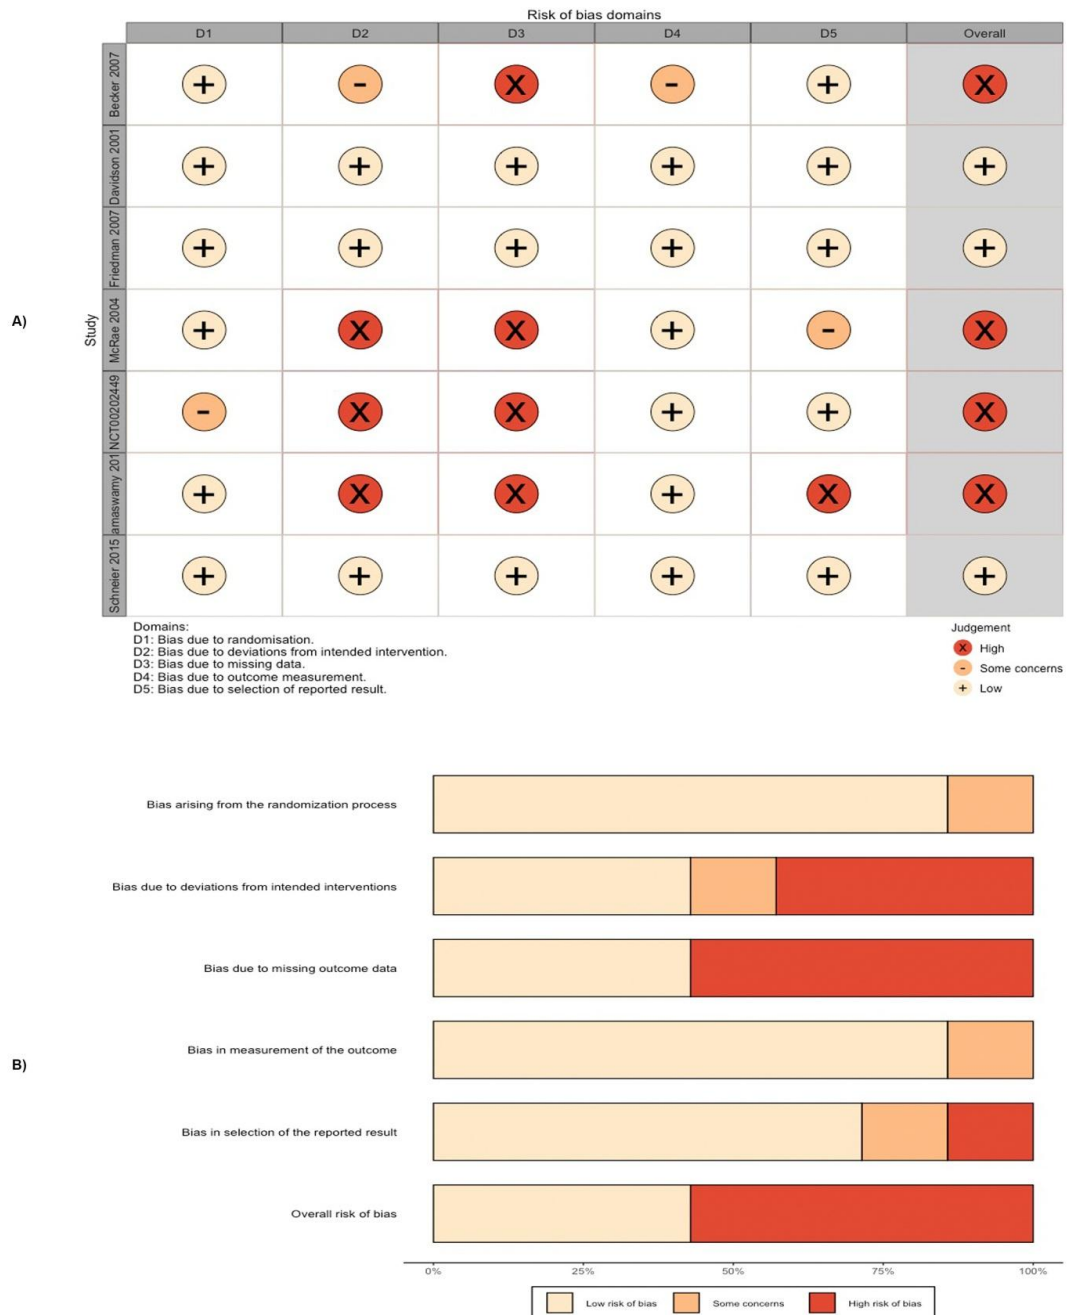 Risk of bias domains
D1 D2 D3 D4 D5 Overall
A)
Study
Becker 2007
+ - X - + X
Davidson 2001
+ + + + + +
Friedman 2007
+ + + + + +
McRae 2004
+ X X + - X
NCT00202449
- X X + + X
amaswamy 201
+ X X + X X
Schneier 2015
+ + + + + +
Domains:
D1: Bias due to randomisation.
D2: Bias due to deviations from intended intervention.
D3: Bias due to missing data.
D4: Bias due to outcome measurement.
D5: Bias due to selection of reported result.
Judgement
X High
- Some concerns
+ Low
B)
Bias arising from the randomization process
Bias due to deviations from intended interventions
Bias due to missing outcome data
Bias in measurement of the outcome
Bias in selection of the reported result
Overall risk of bias
0% 25% 50% 75% 100%
Low risk of bias Some concerns High risk of bias